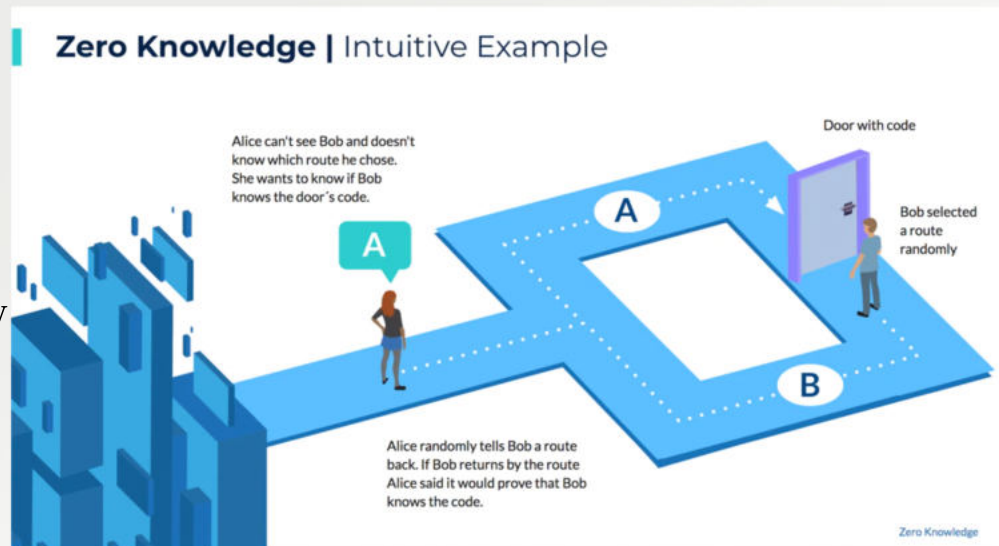 Zero Knowledge | Intuitive Example
Alice can't see Bob and doesn't
know which route he chose.
She wants to know if Bob
knows the door´s code.
Door with code
A
A
Bob selected
a route
randomly
y
B
Alice randomly tells Bob a route
back. If Bob returns by the route
Alice said it would prove that Bob
knows the code.
Zero Knowledge